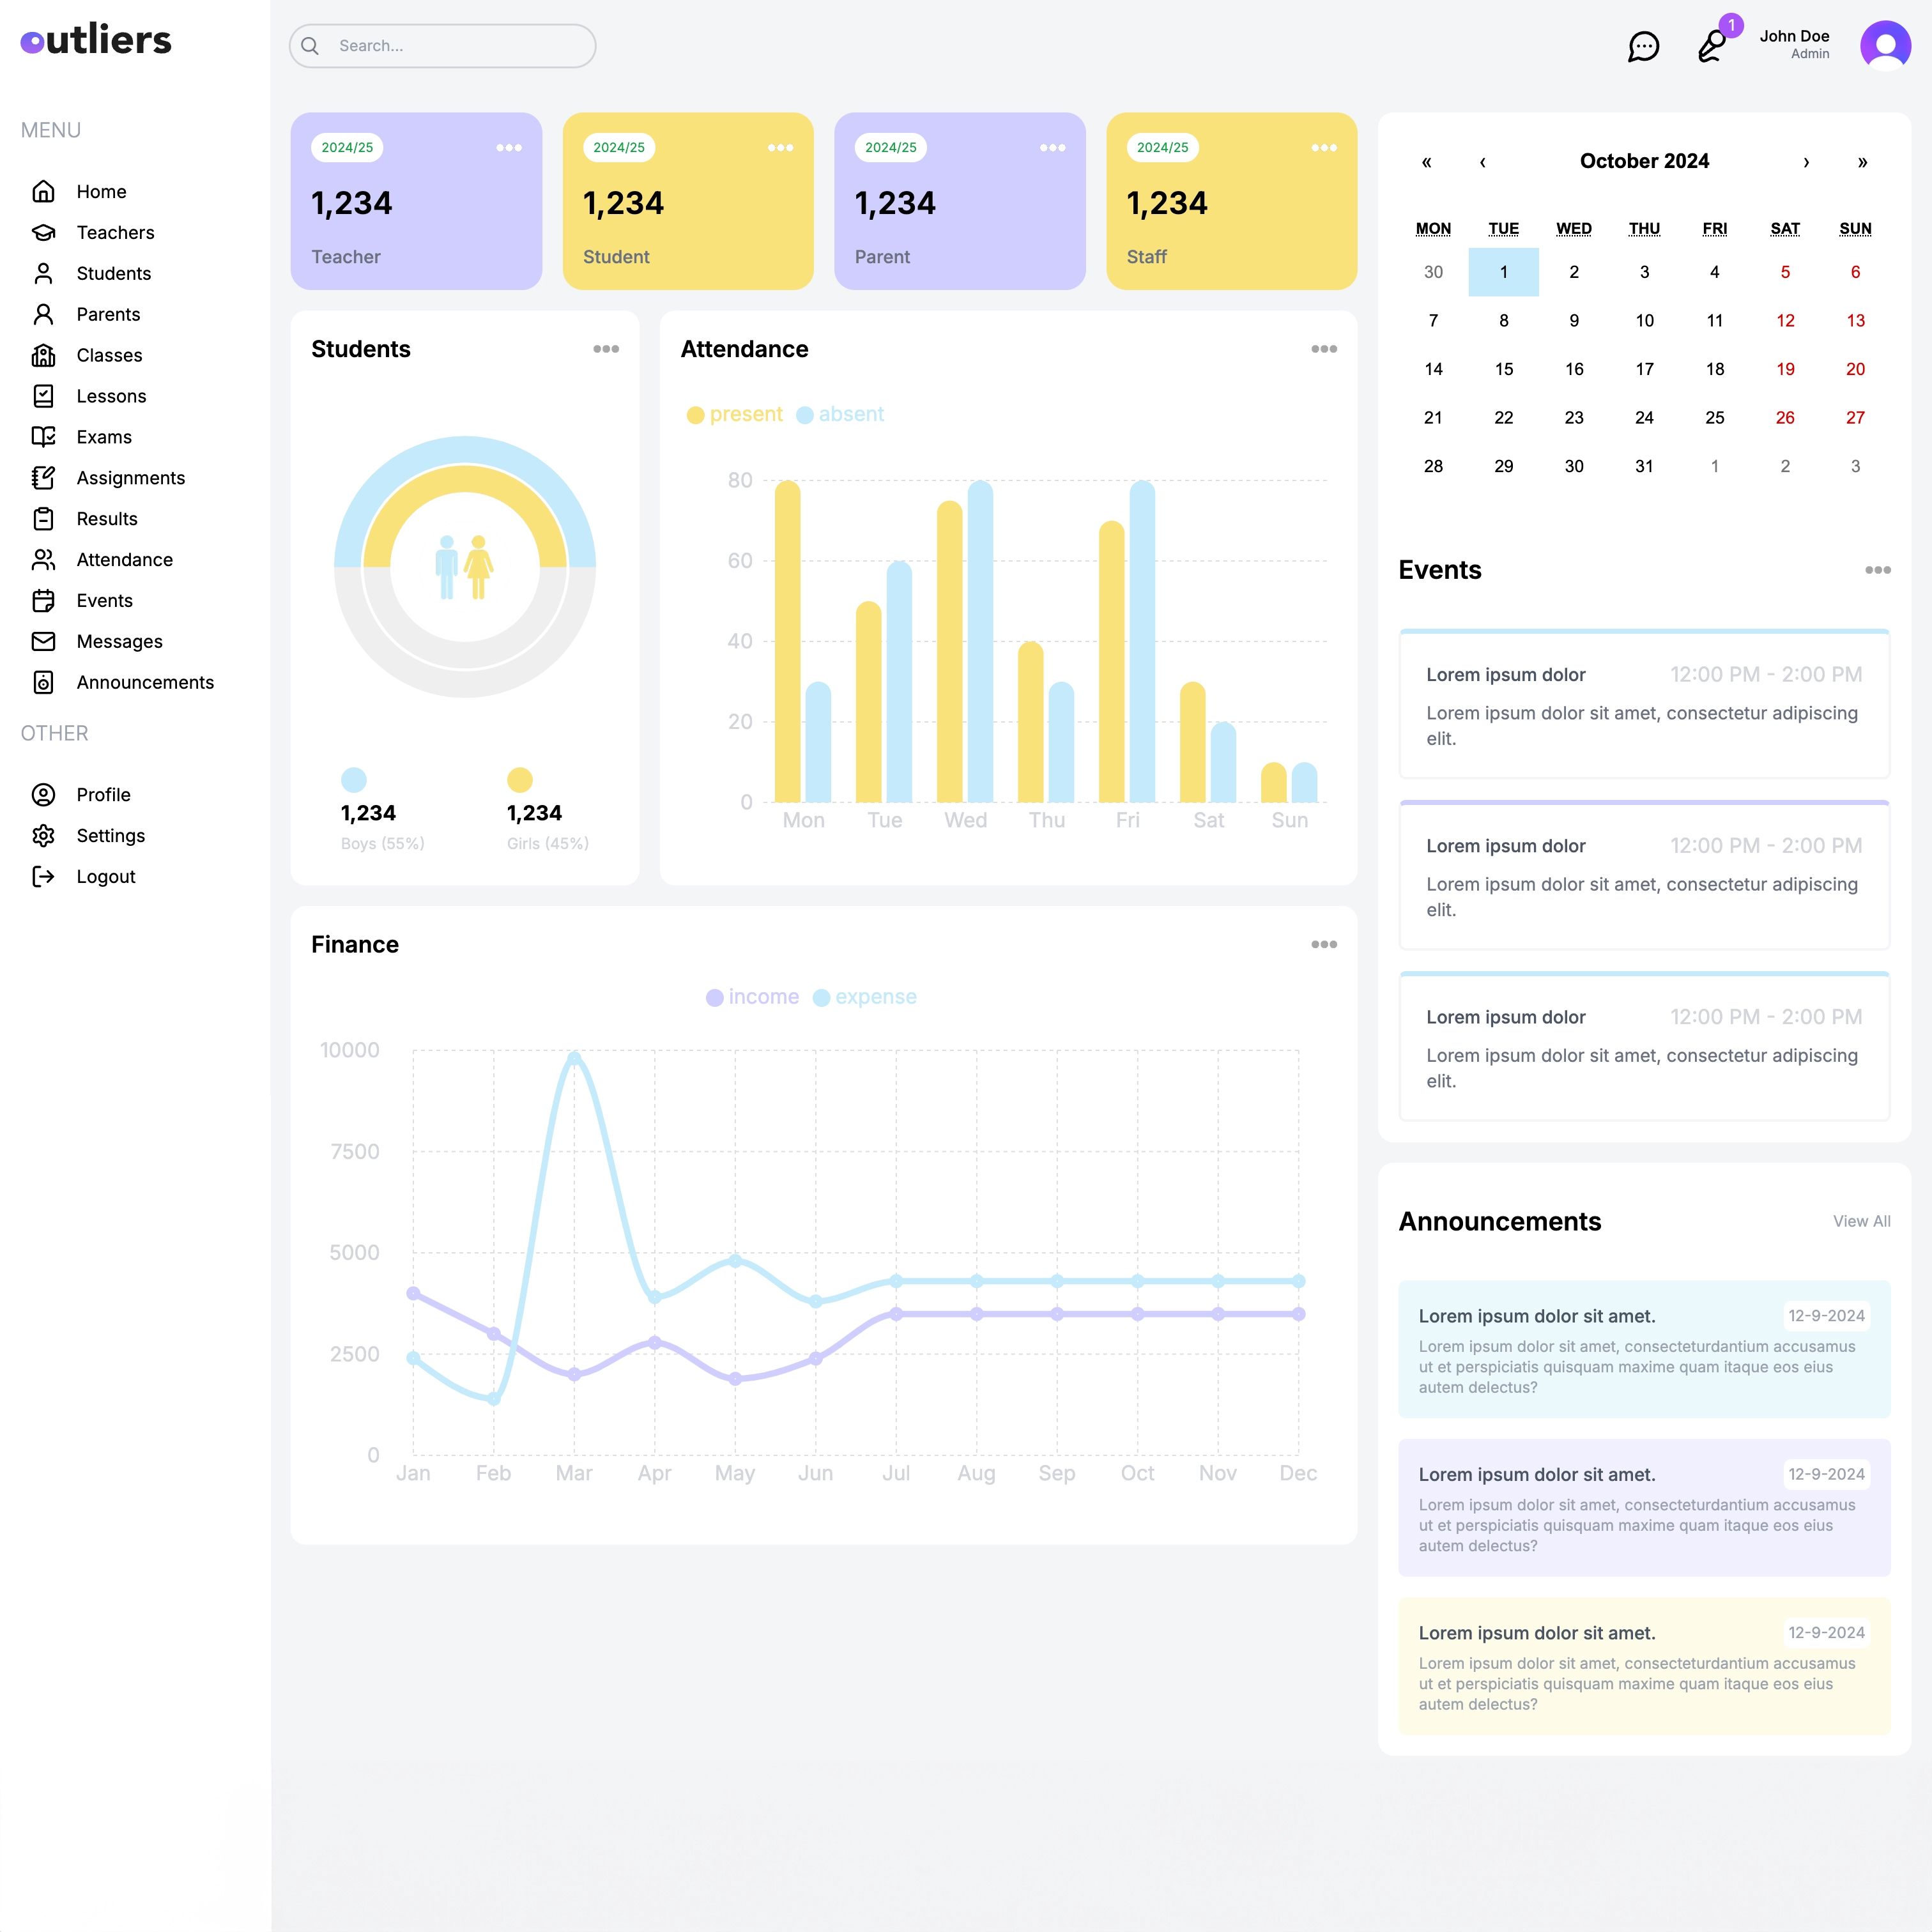 outliers
Search...
1
John Doe
Admin
MENU
Home
Teachers
Students
Parents
Classes
Lessons
Exams
Assignments
Results
Attendance
Events
Messages
Announcements
OTHER
Profile
Settings
Logout
2024/25
1,234
Teacher
2024/25
1,234
Student
2024/25
1,234
Parent
2024/25
1,234
Staff
Students
1,234
Boys (55%)
1,234
Girls (45%)
Attendance
present absent
80
60
40
20
0
Mon Tue Wed Thu Fri Sat Sun
Finance
income expense
10000
7500
5000
2500
0
Jan Feb Mar Apr May Jun Jul Aug Sep Oct Nov Dec
« ‹ October 2024 › »
MON TUE WED THU FRI SAT SUN
30 1 2 3 4 5 6
7 8 9 10 11 12 13
14 15 16 17 18 19 20
21 22 23 24 25 26 27
28 29 30 31 1 2 3
Events
Lorem ipsum dolor 12:00 PM - 2:00 PM
Lorem ipsum dolor sit amet, consectetur adipiscing
elit.
Lorem ipsum dolor 12:00 PM - 2:00 PM
Lorem ipsum dolor sit amet, consectetur adipiscing
elit.
Lorem ipsum dolor 12:00 PM - 2:00 PM
Lorem ipsum dolor sit amet, consectetur adipiscing
elit.
Announcements View All
Lorem ipsum dolor sit amet. 12-9-2024
Lorem ipsum dolor sit amet, consecteturdantium accusamus
ut et perspiciatis quisquam maxime quam itaque eos eius
autem delectus?
Lorem ipsum dolor sit amet. 12-9-2024
Lorem ipsum dolor sit amet, consecteturdantium accusamus
ut et perspiciatis quisquam maxime quam itaque eos eius
autem delectus?
Lorem ipsum dolor sit amet. 12-9-2024
Lorem ipsum dolor sit amet, consecteturdantium accusamus
ut et perspiciatis quisquam maxime quam itaque eos eius
autem delectus?